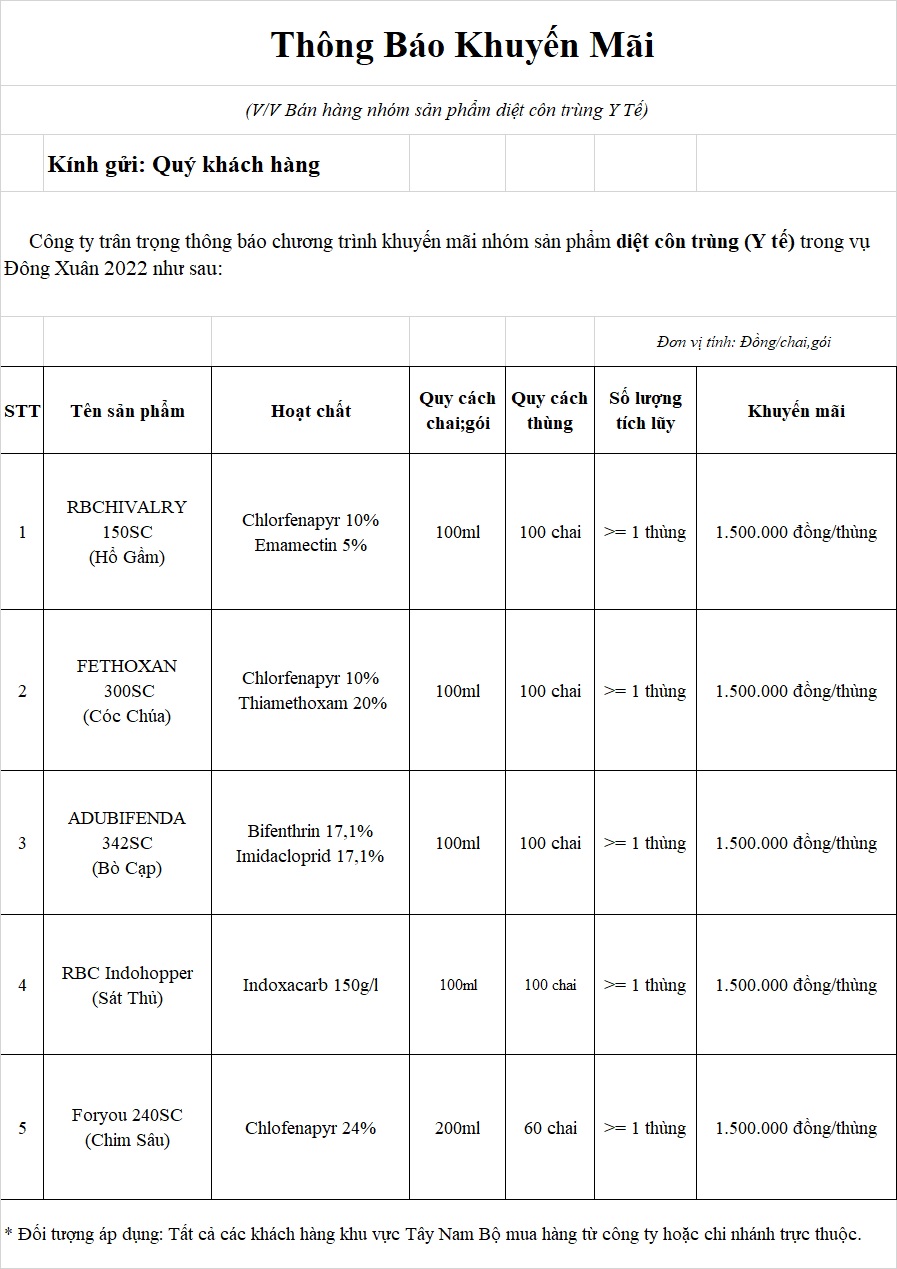 Thông Báo Khuyến Mãi
(V/V Bán hàng nhóm sản phẩm diệt côn trùng Y Tế)
Kính gửi: Quý khách hàng
Công ty trân trọng thông báo chương trình khuyến mãi nhóm sản phẩm diệt côn trùng (Y tế) trong vụ
Đông Xuân 2022 như sau:
Đơn vị tính: Đồng/chai,gói
STT Tên sản phẩm Hoạt chất Quy cách chai;gói Quy cách thùng Số lượng tích lũy Khuyến mãi
1 RBCHIVALRY 150SC (Hổ Gầm) Chlorfenapyr 10% Emamectin 5% 100ml 100 chai >= 1 thùng 1.500.000 đồng/thùng
2 FETHOXAN 300SC (Cóc Chúa) Chlorfenapyr 10% Thiamethoxam 20% 100ml 100 chai >= 1 thùng 1.500.000 đồng/thùng
3 ADUBIFENDA 342SC (Bò Cạp) Bifenthrin 17,1% Imidacloprid 17,1% 100ml 100 chai >= 1 thùng 1.500.000 đồng/thùng
4 RBC Indohopper (Sát Thủ) Indoxacarb 150g/l 100ml 100 chai >= 1 thùng 1.500.000 đồng/thùng
5 Foryou 240SC (Chim Sâu) Chlofenapyr 24% 200ml 60 chai >= 1 thùng 1.500.000 đồng/thùng
* Đối tượng áp dụng: Tất cả các khách hàng khu vực Tây Nam Bộ mua hàng từ công ty hoặc chi nhánh trực thuộc.